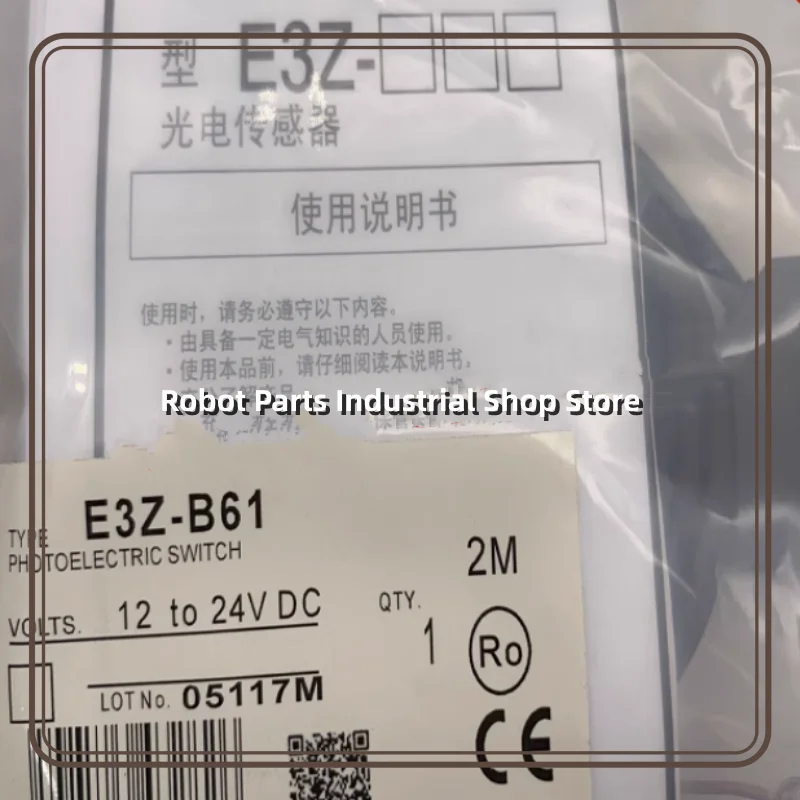 型 E3Z-□□□
光电传感器
使用说明书
使用时，请务必遵守以下内容。
・由具备一定电气知识的人员使用。
・使用本品前，请仔细阅读本说明书，
Robot Parts Industrial Shop Store
TYPE E3Z-B61
PHOTOELECTRIC SWITCH
2M
VOLTS. 12 to 24V DC
QTY. 1
Ro
LOT No. 05117M
CE